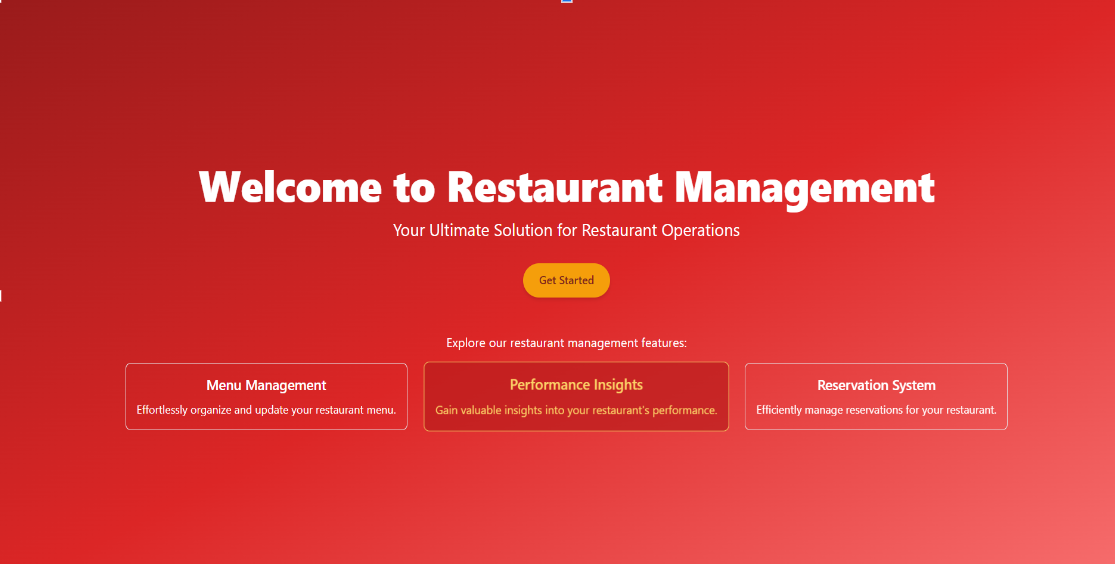 Welcome to Restaurant Management
Your Ultimate Solution for Restaurant Operations
Get Started
Explore our restaurant management features:
Menu Management
Effortlessly organize and update your restaurant menu.
Performance Insights
Gain valuable insights into your restaurant's performance.
Reservation System
Efficiently manage reservations for your restaurant.